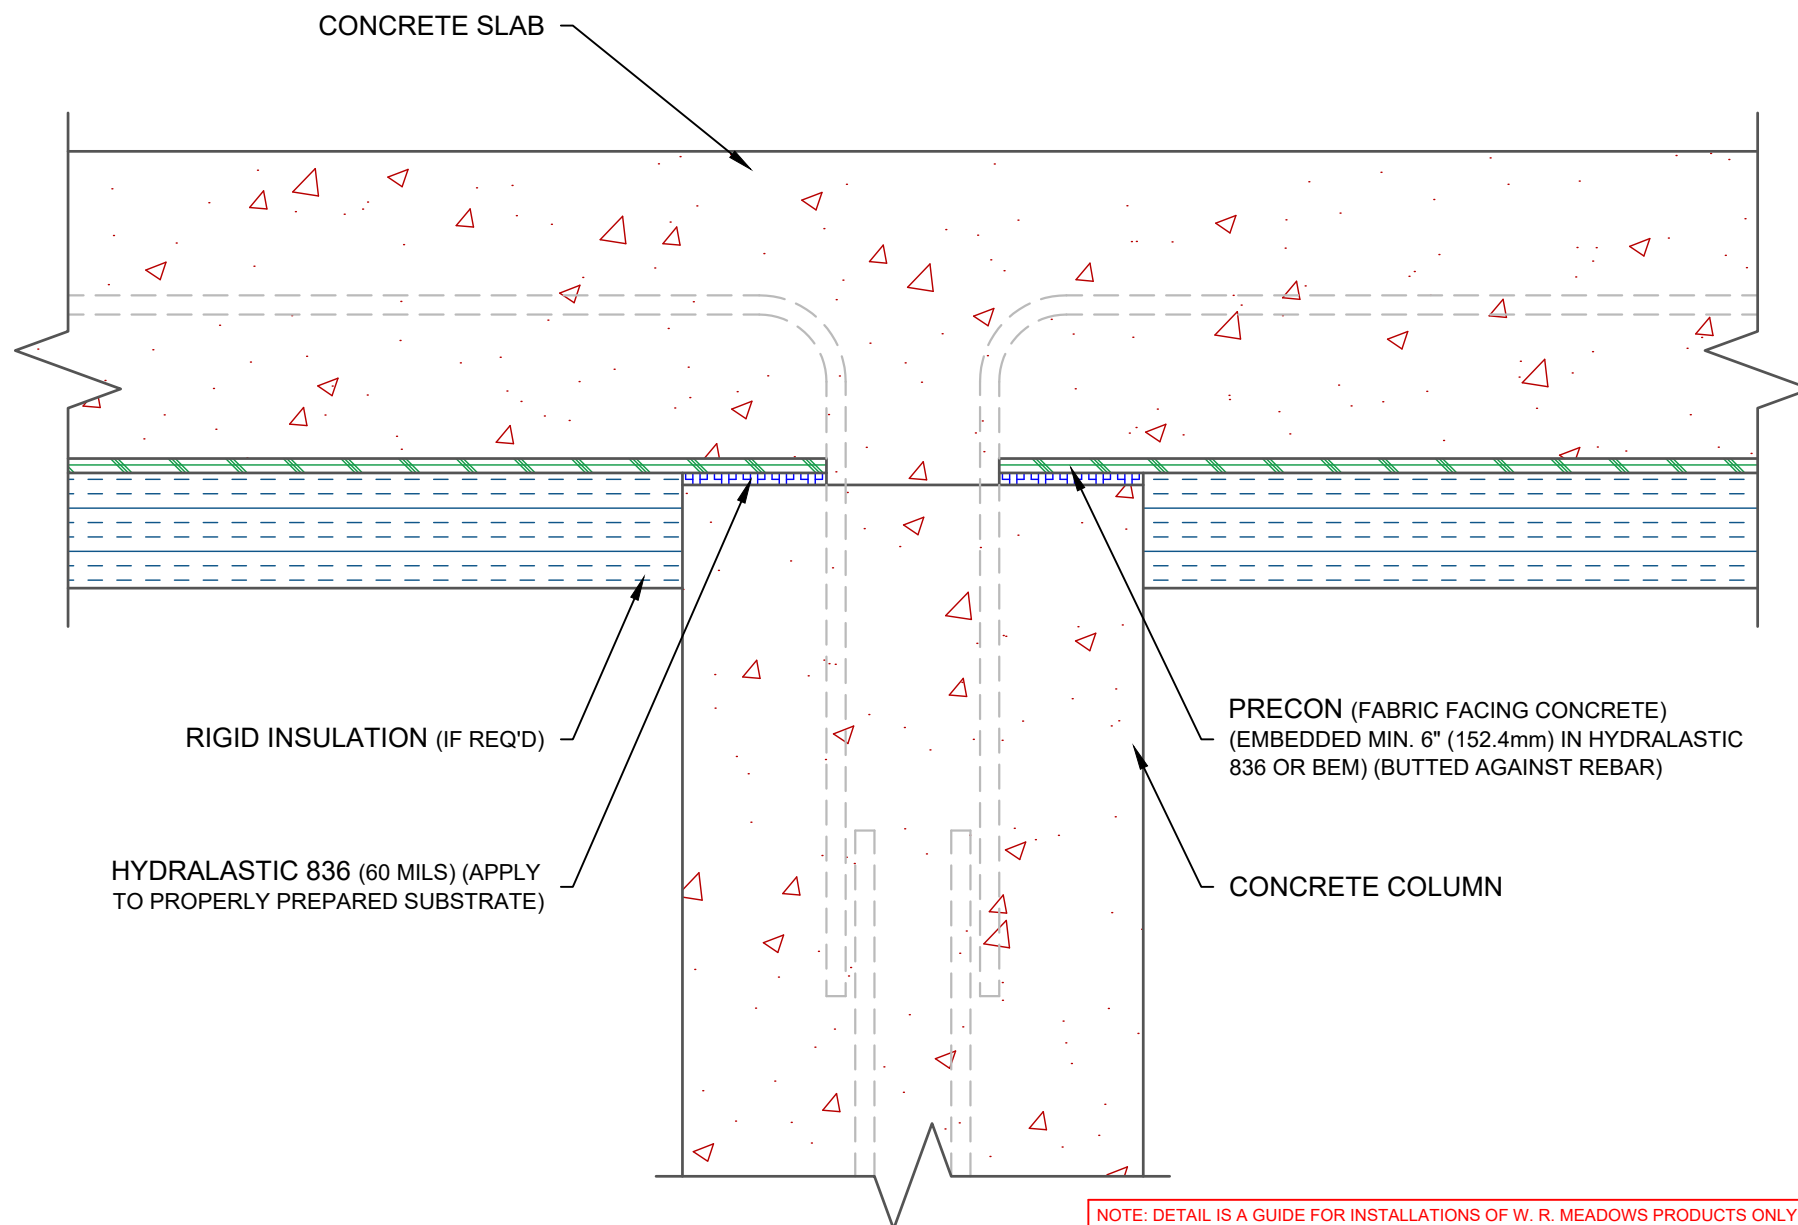 CONCRETE SLAB
RIGID INSULATION (IF REQ'D)
HYDRALASTIC 836 (60 MILS) (APPLY
TO PROPERLY PREPARED SUBSTRATE)
PRECON (FABRIC FACING CONCRETE)
(EMBEDDED MIN. 6" (152.4mm) IN HYDRALASTIC
836 OR BEM) (BUTTED AGAINST REBAR)
CONCRETE COLUMN
NOTE: DETAIL IS A GUIDE FOR INSTALLATIONS OF W. R. MEADOWS PRODUCTS ONLY